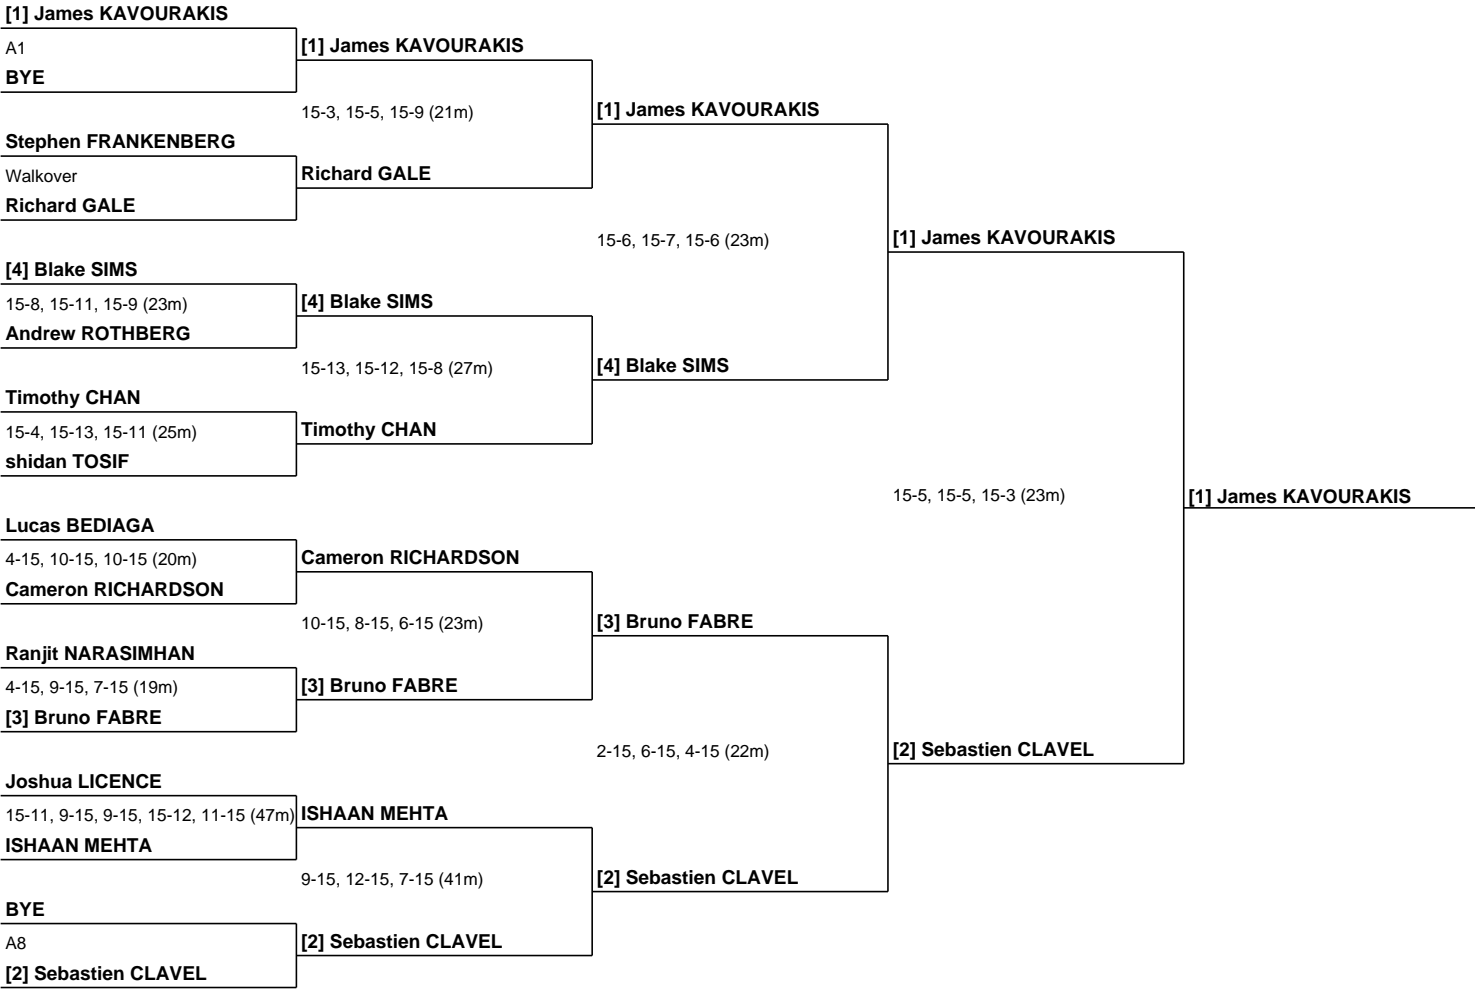 [1] James KAVOURAKIS
A1
BYE
Stephen FRANKENBERG
Walkover
Richard GALE
[4] Blake SIMS
15-8, 15-11, 15-9 (23m)
Andrew ROTHBERG
Timothy CHAN
15-4, 15-13, 15-11 (25m)
shidan TOSIF
Lucas BEDIAGA
4-15, 10-15, 10-15 (20m)
Cameron RICHARDSON
Ranjit NARASIMHAN
4-15, 9-15, 7-15 (19m)
[3] Bruno FABRE
Joshua LICENCE
15-11, 9-15, 9-15, 15-12, 11-15 (47m)
ISHAAN MEHTA
BYE
A8
[2] Sebastien CLAVEL
[1] James KAVOURAKIS
15-3, 15-5, 15-9 (21m)
Richard GALE
[4] Blake SIMS
15-13, 15-12, 15-8 (27m)
Timothy CHAN
Cameron RICHARDSON
10-15, 8-15, 6-15 (23m)
[3] Bruno FABRE
ISHAAN MEHTA
9-15, 12-15, 7-15 (41m)
[2] Sebastien CLAVEL
[1] James KAVOURAKIS
15-6, 15-7, 15-6 (23m)
[4] Blake SIMS
[3] Bruno FABRE
2-15, 6-15, 4-15 (22m)
[2] Sebastien CLAVEL
[1] James KAVOURAKIS
15-5, 15-5, 15-3 (23m)
[2] Sebastien CLAVEL
[1] James KAVOURAKIS